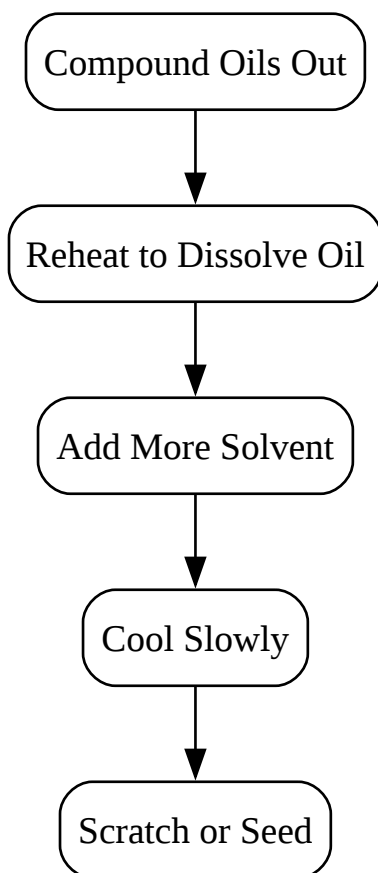 Compound Oils Out
Reheat to Dissolve Oil
Add More Solvent
Cool Slowly
Scratch or Seed